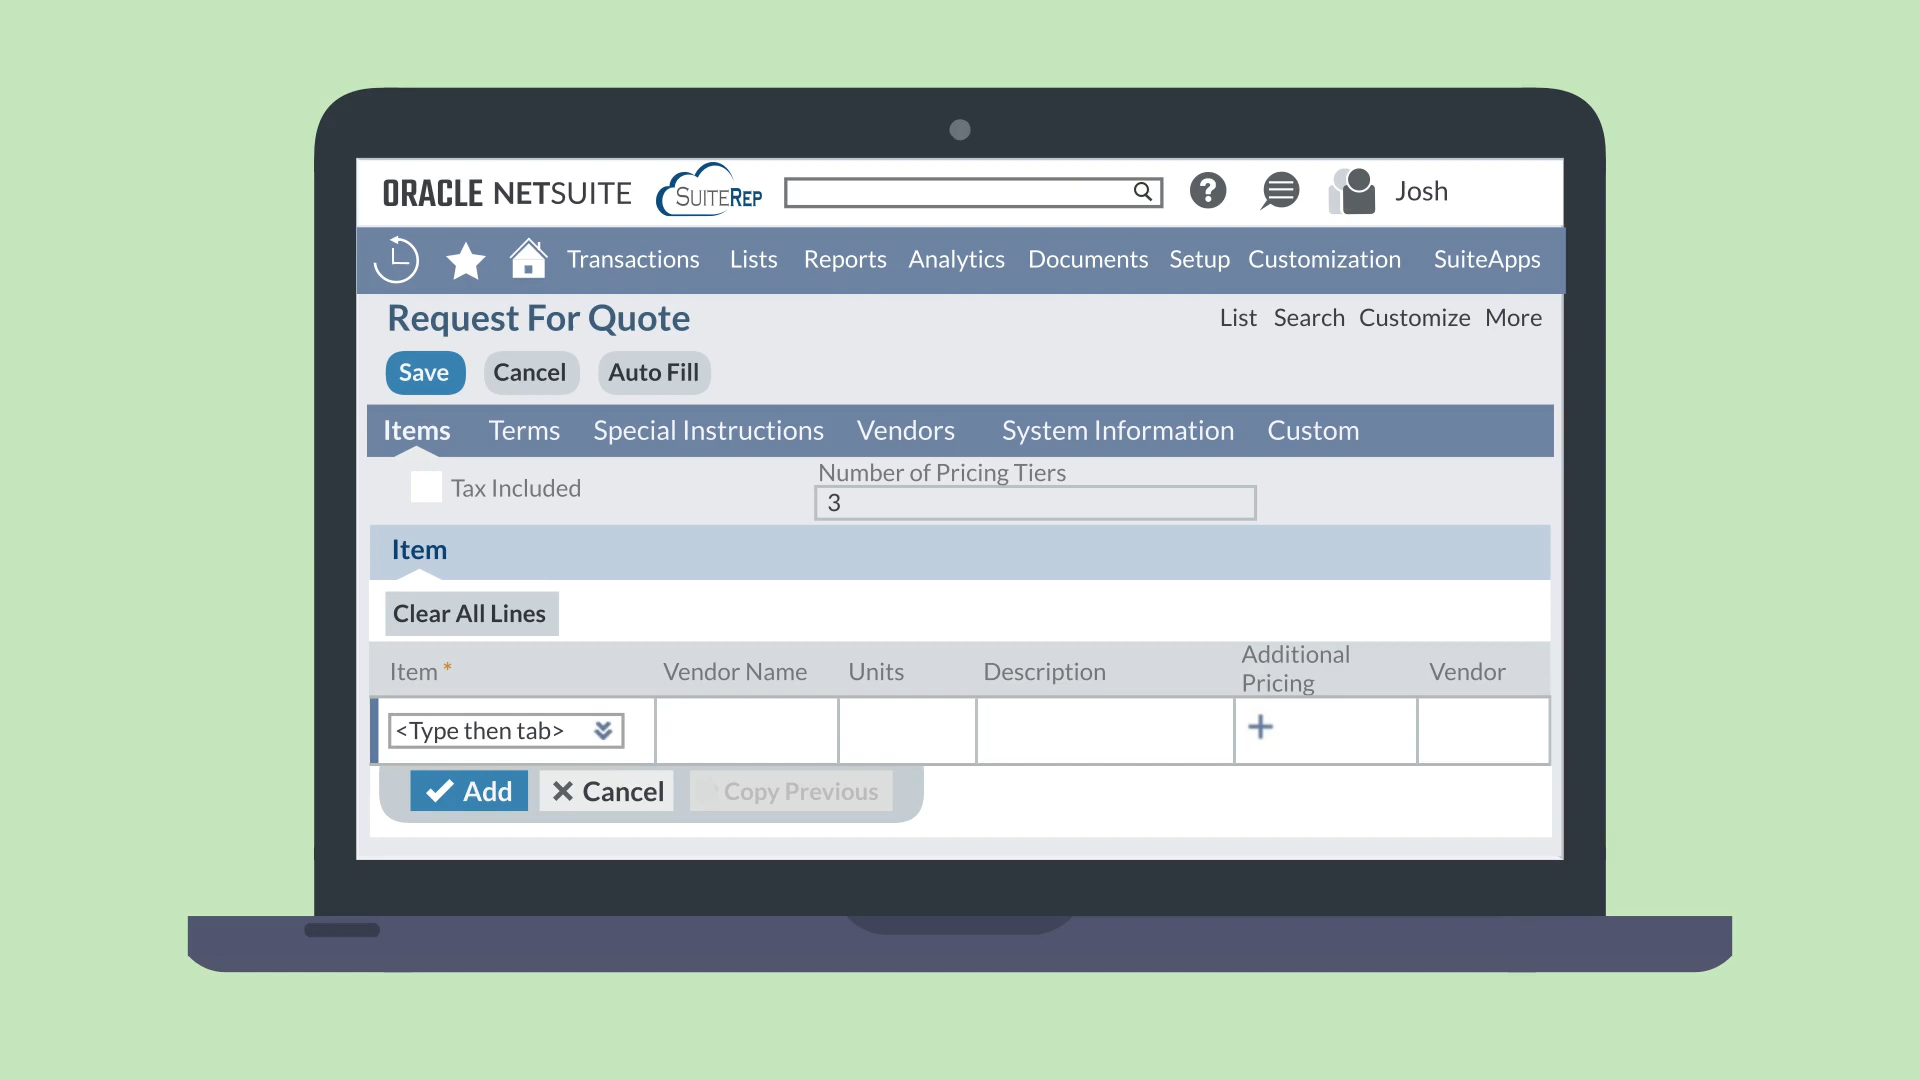 ORACLE NETSUITE SUITEREP ? Josh
Transactions Lists Reports Analytics Documents Setup Customization SuiteApps
Request For Quote List Search Customize More
Save Cancel Auto Fill
Items Terms Special Instructions Vendors System Information Custom
Tax Included Number of Pricing Tiers
3
Item
Clear All Lines
Item * Vendor Name Units Description Additional Pricing Vendor
<Type then tab>
Add Cancel Copy Previous